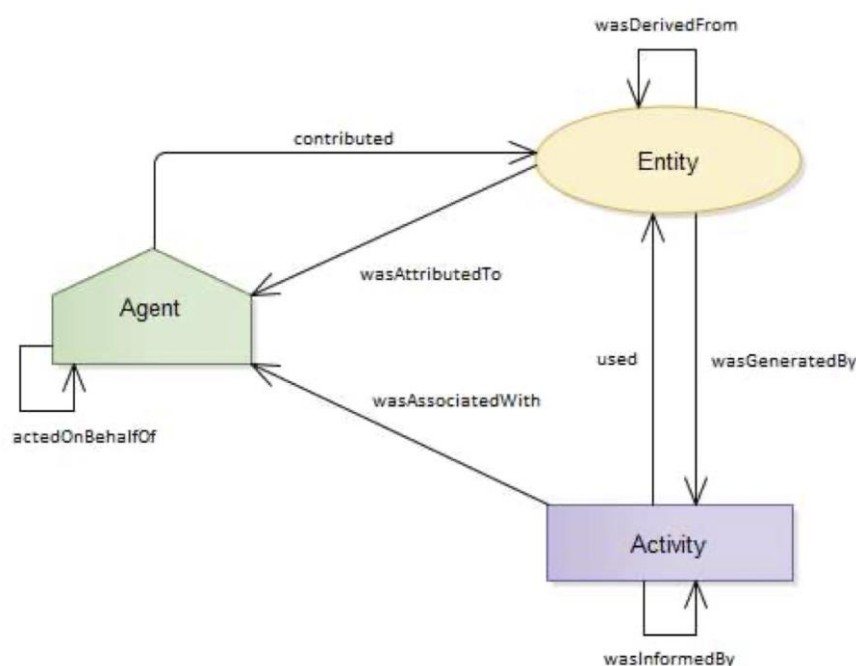 wasDerivedFrom
contributed
Entity
wasAttributedTo
Agent
used
wasGeneratedBy
wasAssociatedWith
actedOnBehalfOf
Activity
wasInformedBy